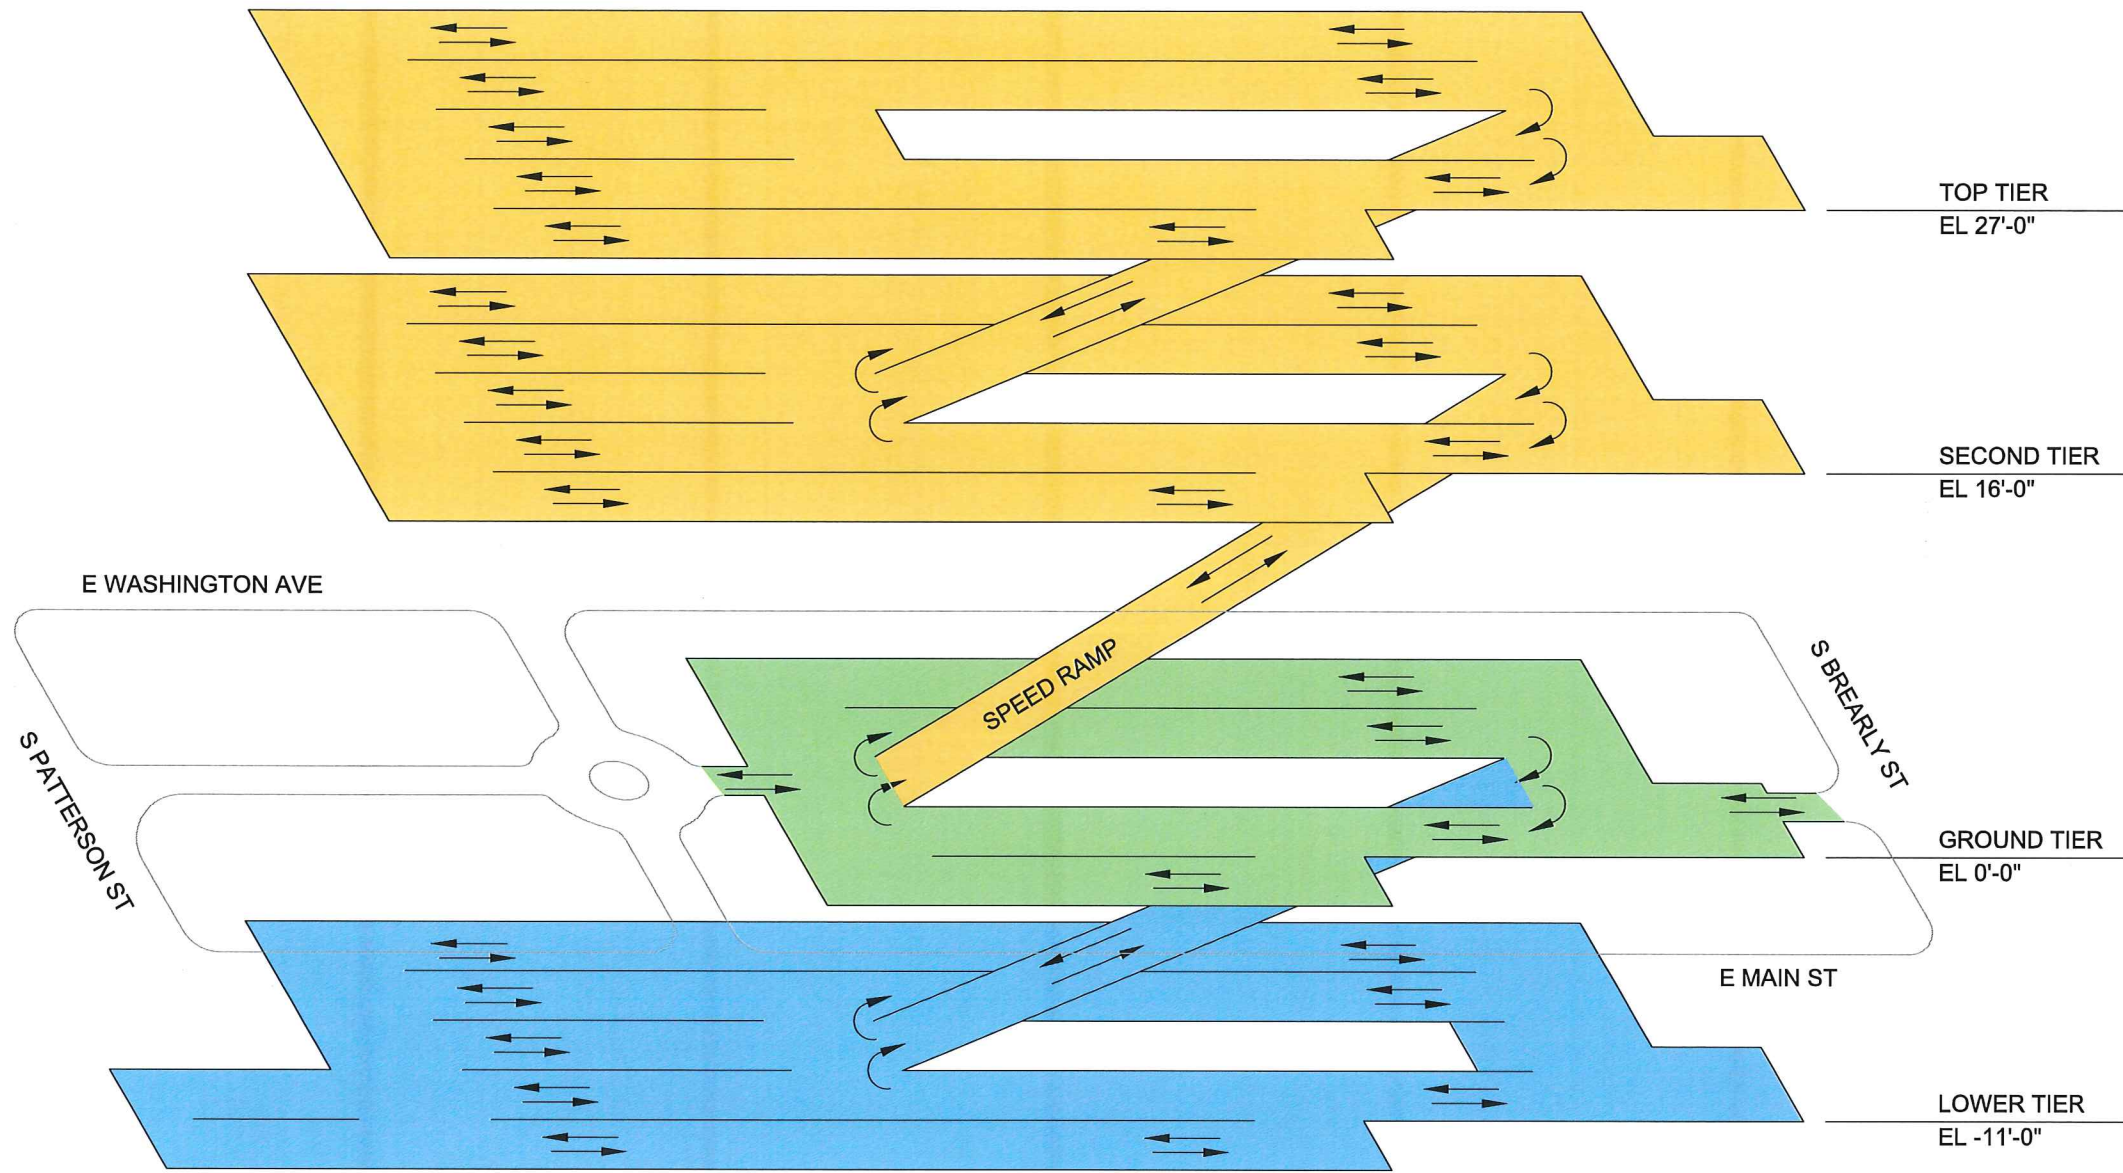 TOP TIER
EL 27'-0"
SECOND TIER
EL 16'-0"
E WASHINGTON AVE
SPEED RAMP
S BREARLY ST
S PATTERSON ST
GROUND TIER
EL 0'-0"
E MAIN ST
LOWER TIER
EL -11'-0"